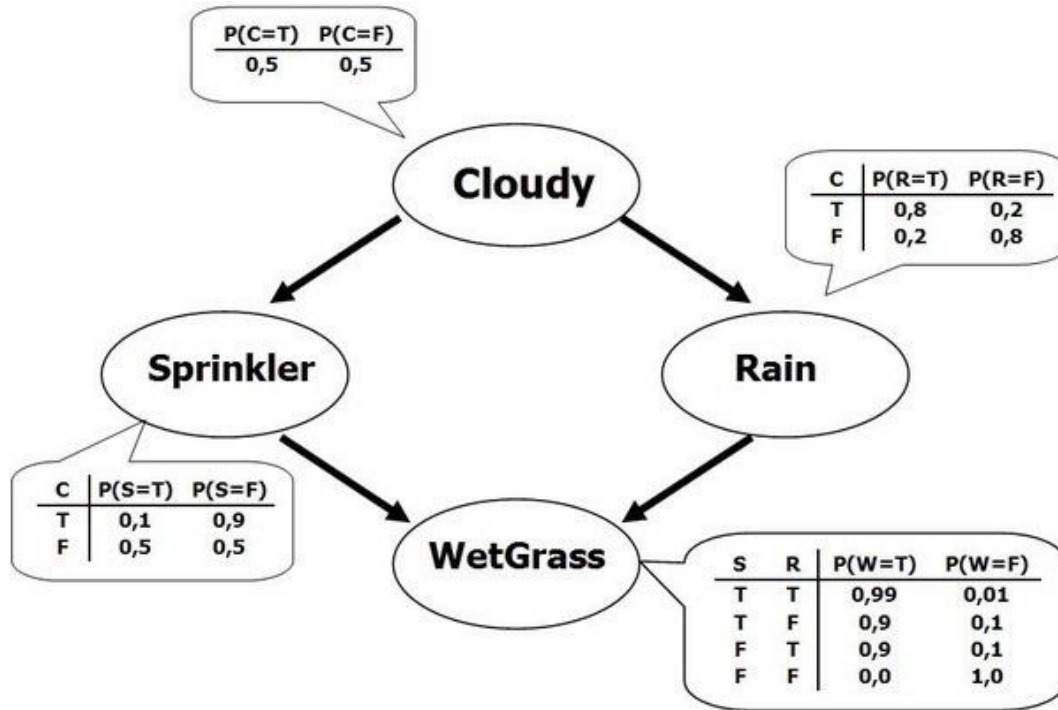 P(C=T) P(C=F)
0,5 0,5
Cloudy
C P(R=T) P(R=F)
T 0,8 0,2
F 0,2 0,8
Sprinkler
Rain
C P(S=T) P(S=F)
T 0,1 0,9
F 0,5 0,5
WetGrass
S R P(W=T) P(W=F)
T T 0,99 0,01
T F 0,9 0,1
F T 0,9 0,1
F F 0,0 1,0